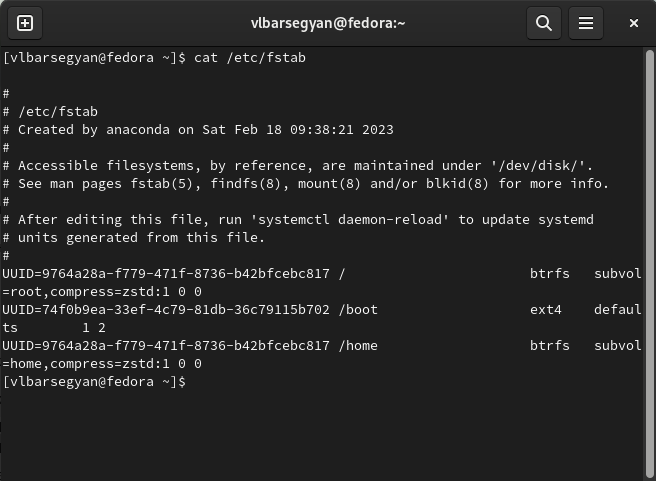 vlbarsegyan@fedora:~
[vlbarsegyan@fedora ~]$ cat /etc/fstab
#
# /etc/fstab
# Created by anaconda on Sat Feb 18 09:38:21 2023
#
# Accessible filesystems, by reference, are maintained under '/dev/disk/'.
# See man pages fstab(5), findfs(8), mount(8) and/or blkid(8) for more info.
#
# After editing this file, run 'systemctl daemon-reload' to update systemd
# units generated from this file.
#
UUID=9764a28a-f779-471f-8736-b42bfcebc817 /                       btrfs   subvol
=root,compress=zstd:1 0 0
UUID=74f0b9ea-33ef-4c79-81db-36c79115b702 /boot                   ext4    defaul
ts        1 2
UUID=9764a28a-f779-471f-8736-b42bfcebc817 /home                   btrfs   subvol
=home,compress=zstd:1 0 0
[vlbarsegyan@fedora ~]$